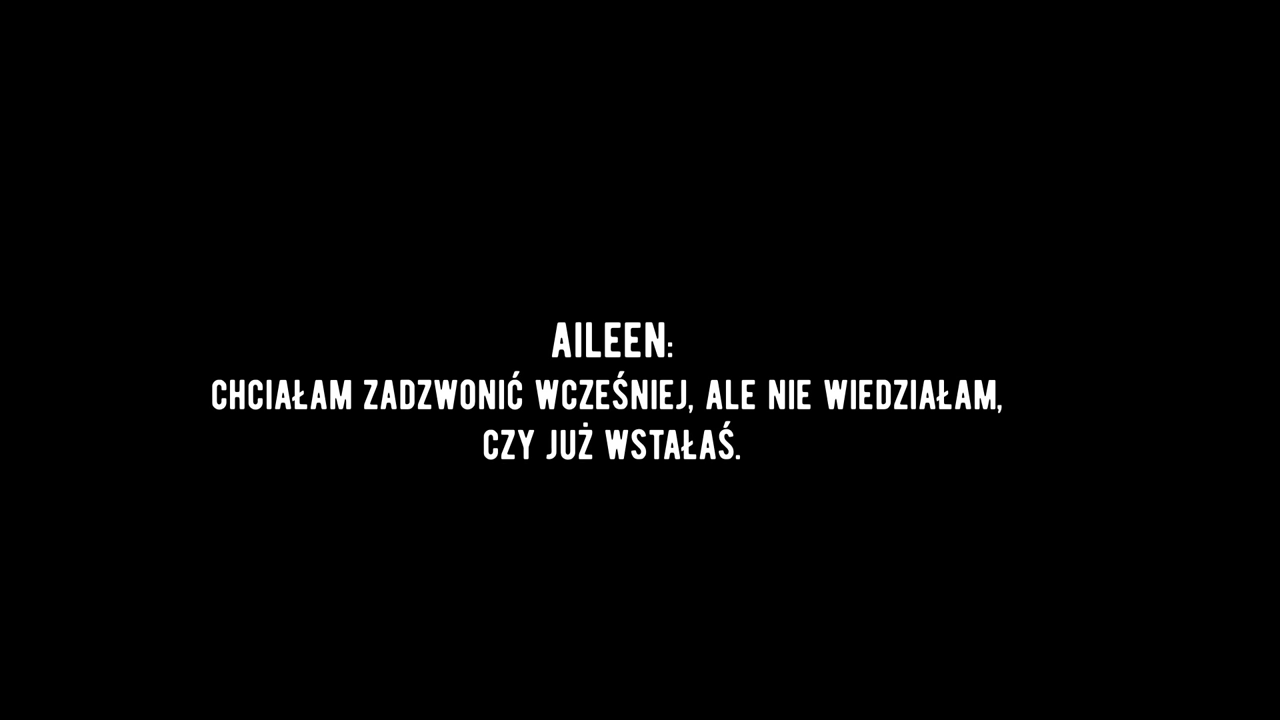 AILEEN:
CHCIAŁAM ZADZWONIĆ WCZEŚNIEJ, ALE NIE WIEDZIAŁAM,
CZY JUŻ WSTAŁAŚ.